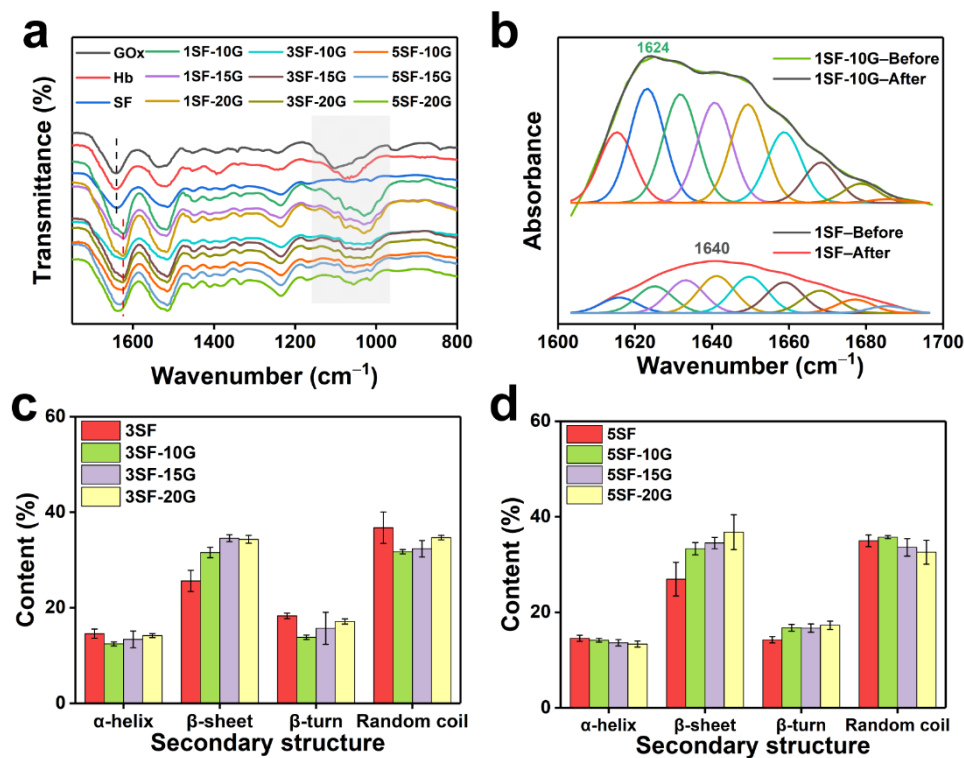 a
GOx 1SF-10G 3SF-10G 5SF-10G
Hb 1SF-15G 3SF-15G 5SF-15G
SF 1SF-20G 3SF-20G 5SF-20G
Transmittance (%)
1600 1400 1200 1000 800
Wavenumber (cm⁻¹)
b
1624
1SF-10G–Before
1SF-10G–After
1640
1SF–Before
1SF–After
Absorbance
1600 1620 1640 1660 1680 1700
Wavenumber (cm⁻¹)
c
60
40
20
0
3SF
3SF-10G
3SF-15G
3SF-20G
Content (%)
α-helix β-sheet β-turn Random coil
Secondary structure
d
60
40
20
0
5SF
5SF-10G
5SF-15G
5SF-20G
Content (%)
α-helix β-sheet β-turn Random coil
Secondary structure